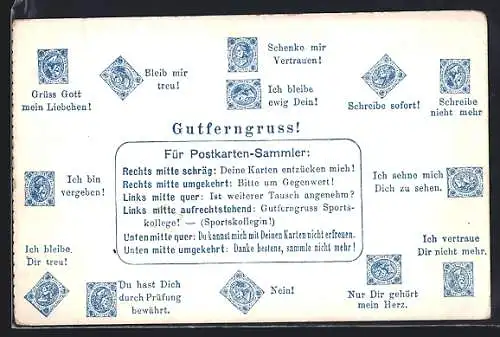 Grüss Gott
mein Liebchen!
Bleib mir
treu!
Schenke mir
Vertrauen!
Ich bleibe
ewig Dein!
Schreibe sofort!
Schreibe
nicht mehr
Gutferngruss!
Ich bin
vergeben!
Für Postkarten-Sammler:
Rechts mitte schräg: Deine Karten entzücken mich!
Rechts mitte umgekehrt: Bitte um Gegenwert!
Links mitte quer: Ist weiterer Tausch angenehm?
Links mitte aufrechtstehend: Gutferngruss Sports-
kollege! — (Sportskollegin!)
Unten mitte quer: Du kannst mich mit Deinen Karten nicht erfreuen.
Unten mitte umgekehrt: Danke bestens, sammle nicht mehr!
Ich sehne mich
Dich zu sehen.
Ich bleibe
Dir treu!
Du hast Dich
durch Prüfung
bewährt.
Nein!
Nur Dir gehört
mein Herz.
Ich vertraue
Dir nicht mehr.